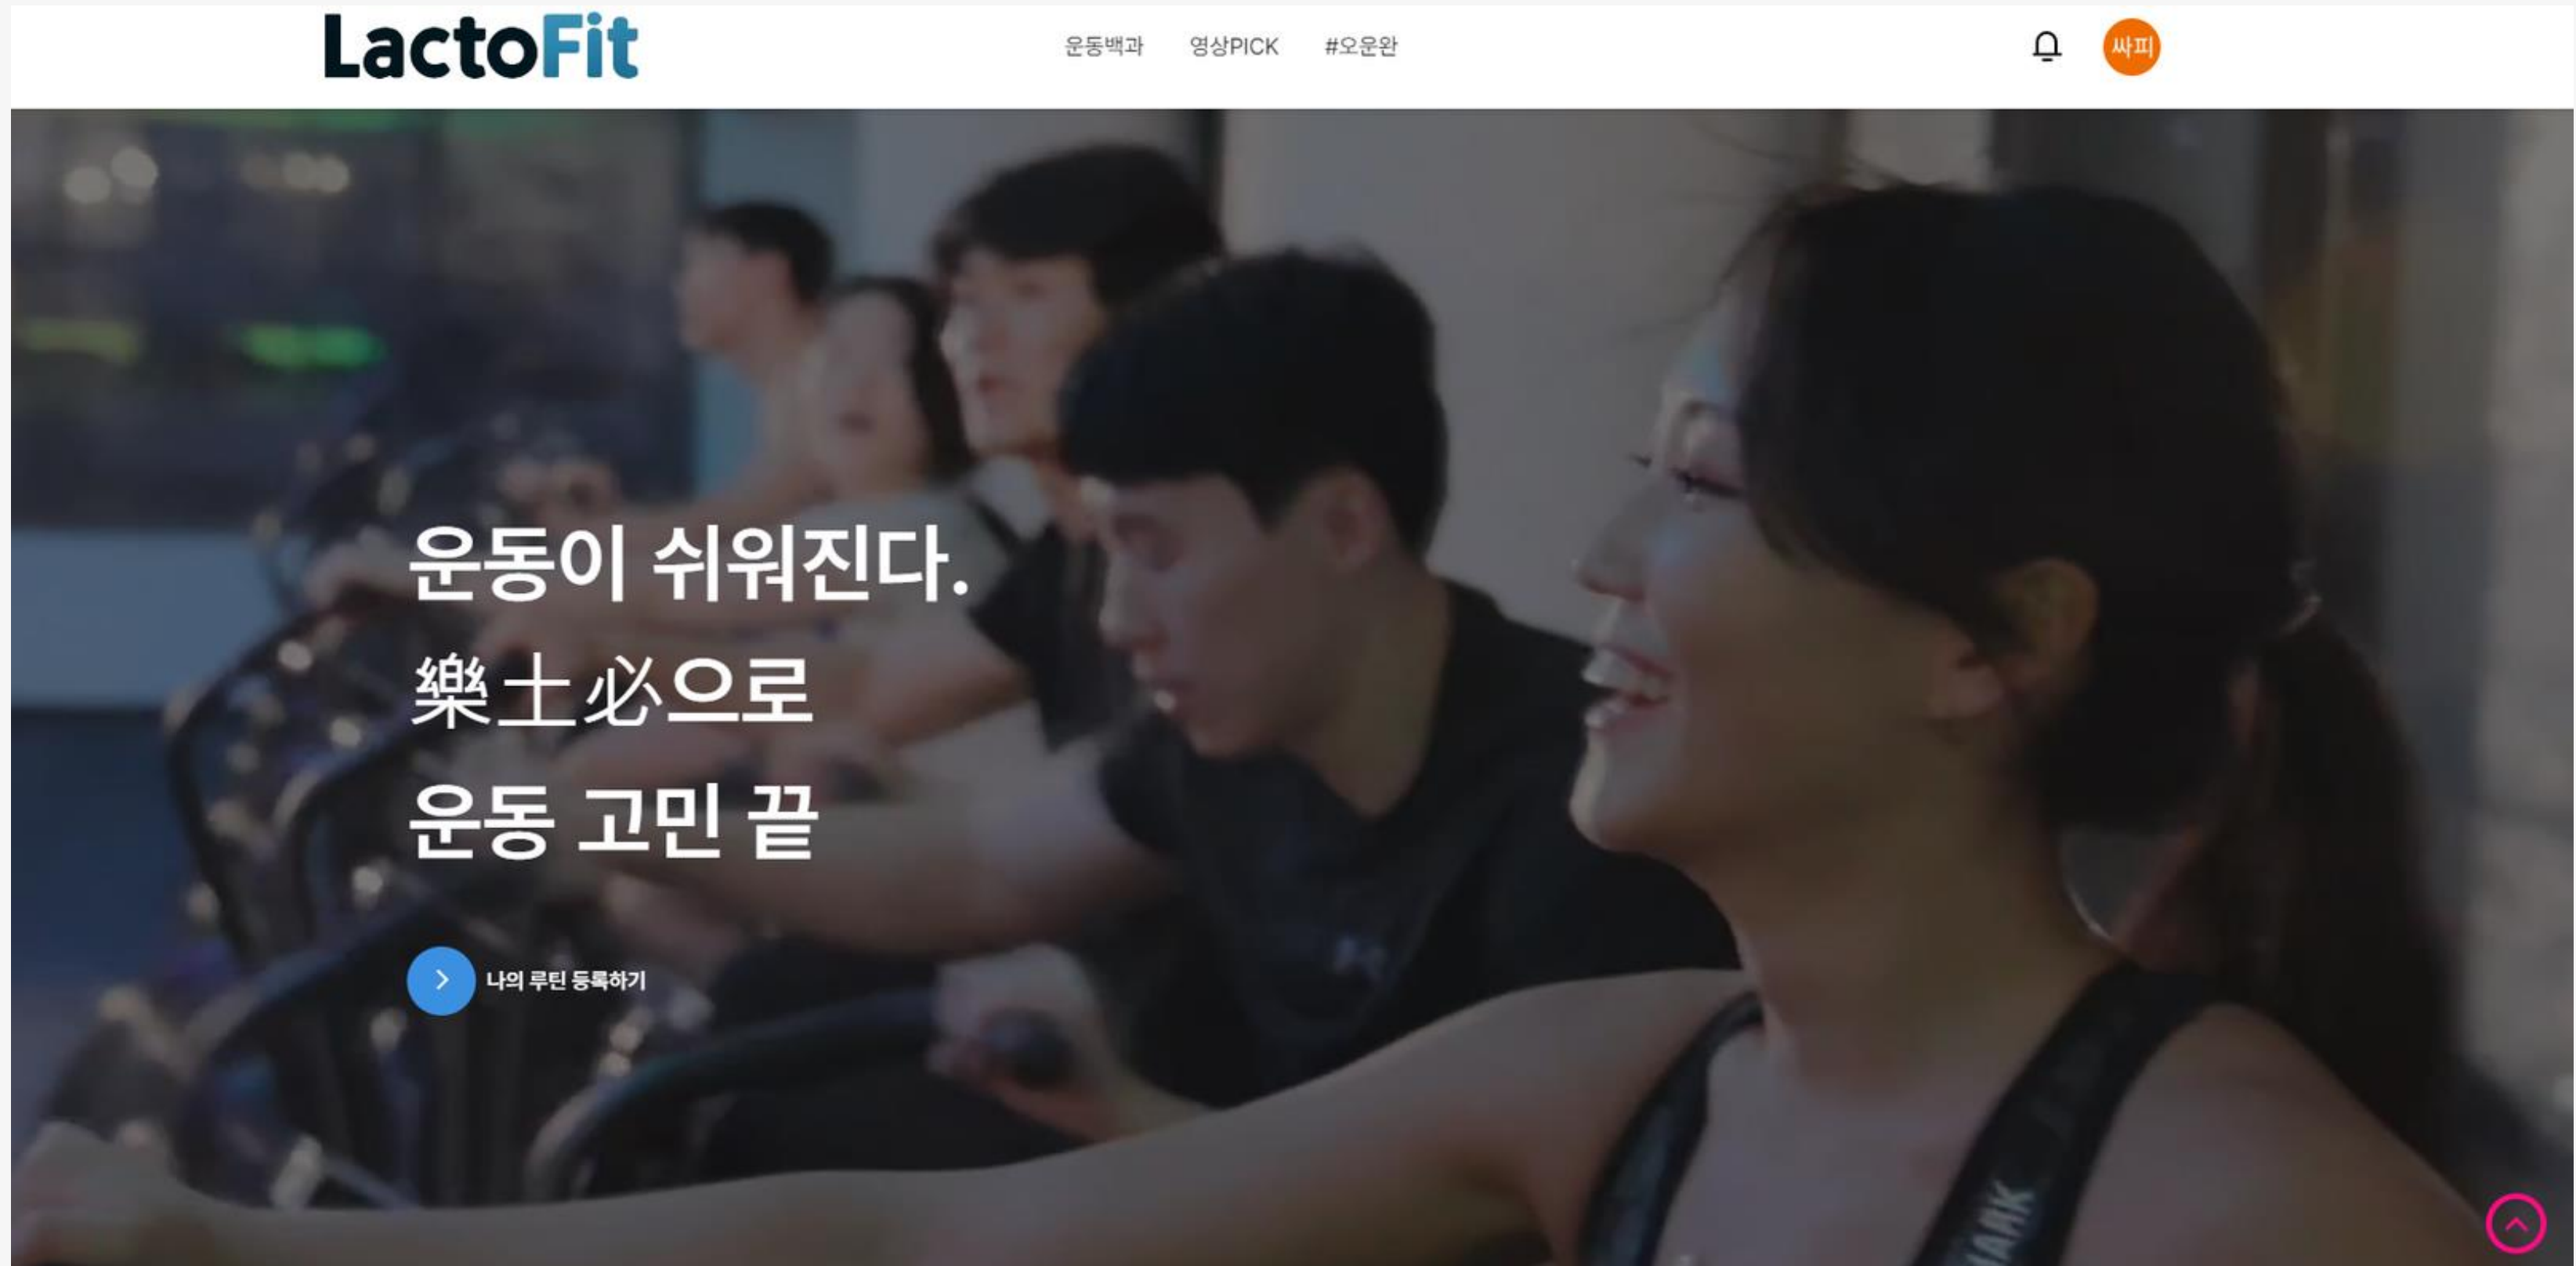 LactoFit
운동백과 영상PICK #오운완
싸피
운동이 쉬워진다.
樂土必으로
운동 고민 끝
나의 루틴 등록하기